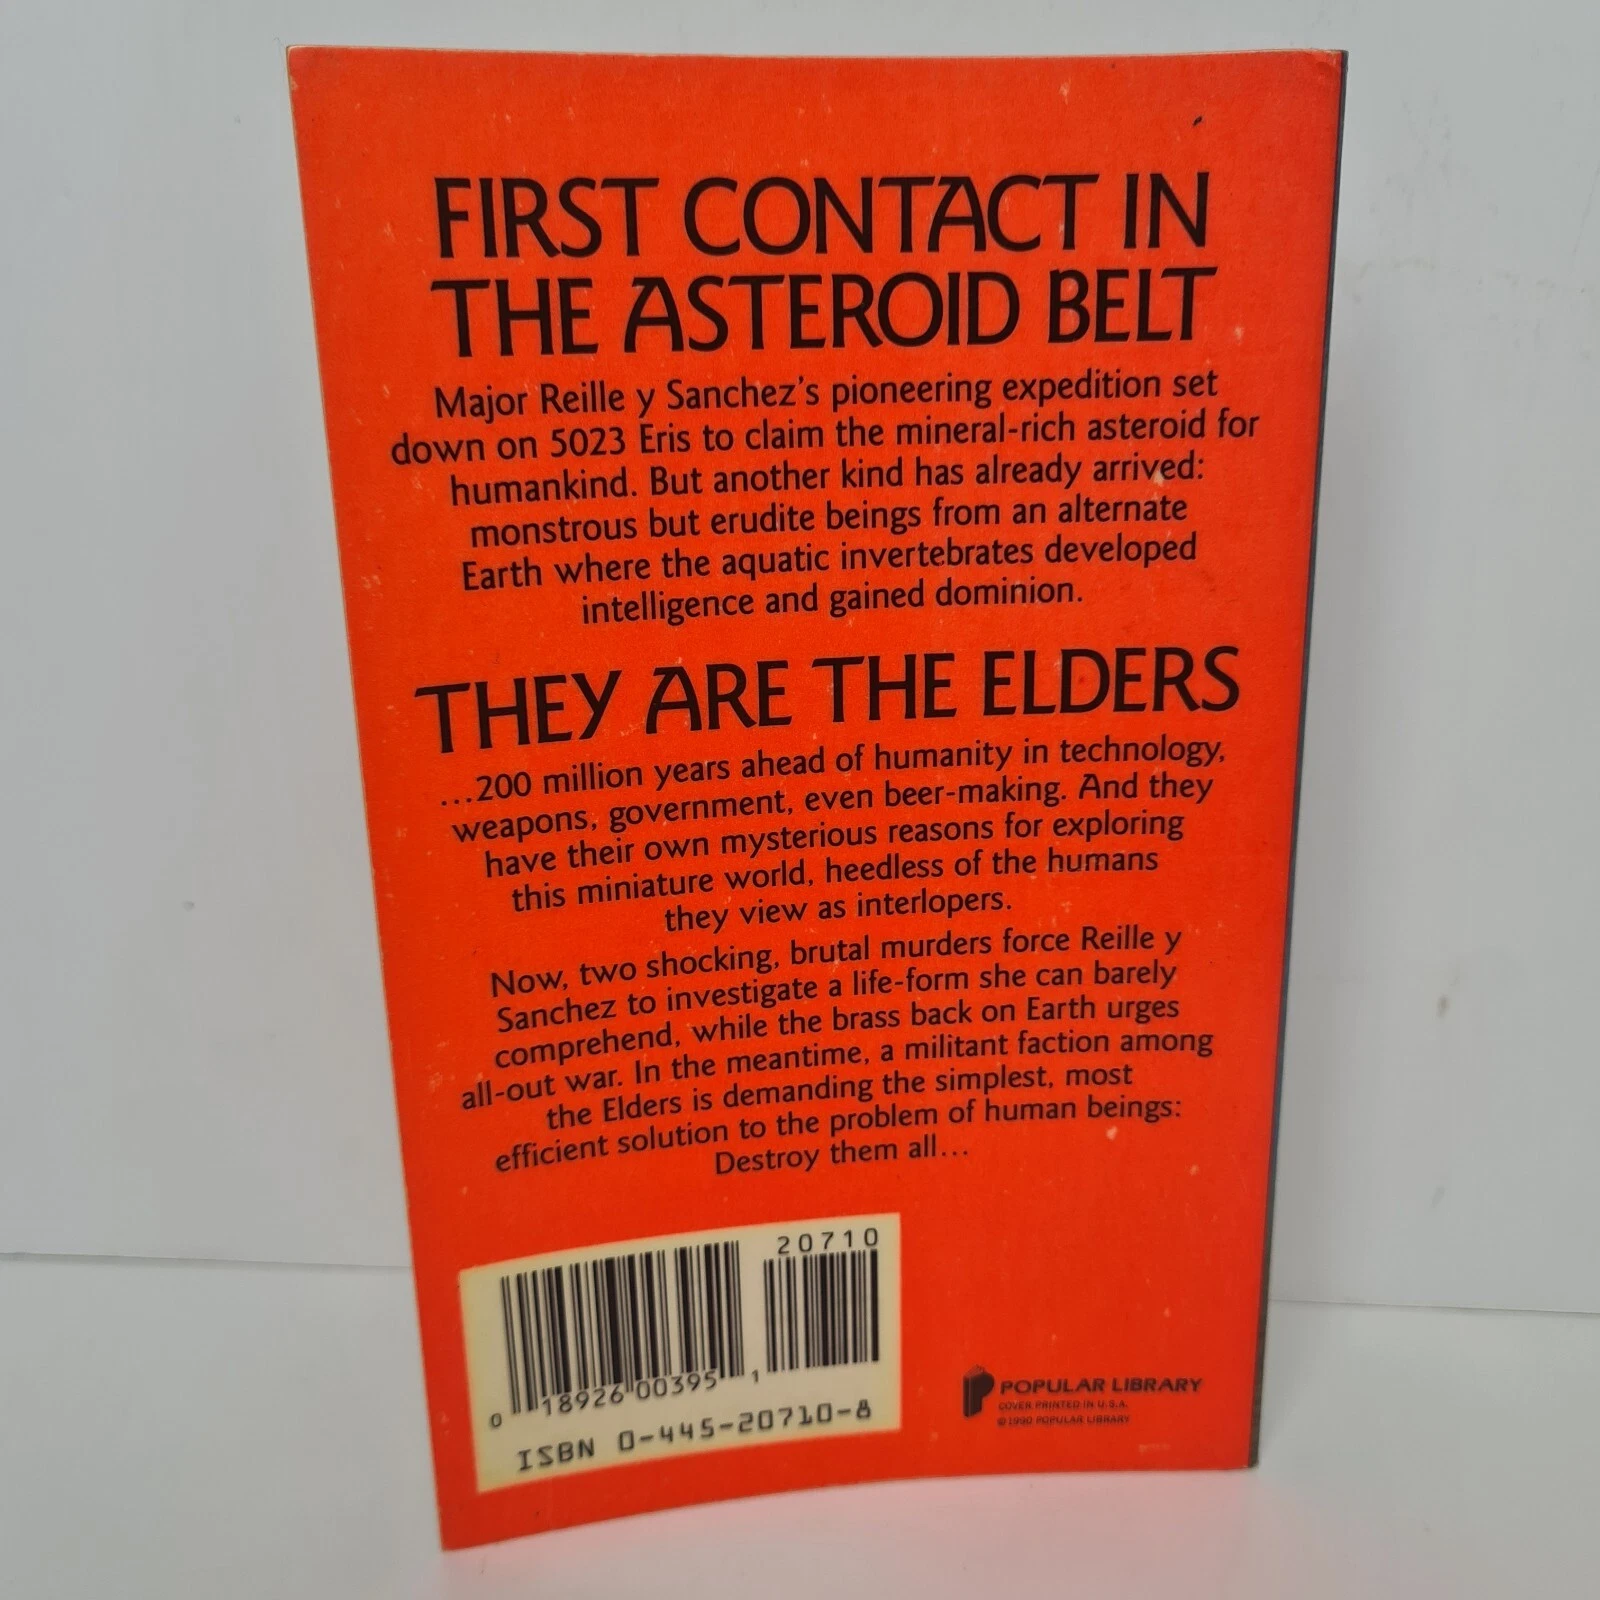 FIRST CONTACT IN
THE ASTEROID BELT
Major Reille y Sanchez's pioneering expedition set
down on 5023 Eris to claim the mineral-rich asteroid for
humankind. But another kind has already arrived:
monstrous but erudite beings from an alternate
Earth where the aquatic invertebrates developed
intelligence and gained dominion.
THEY ARE THE ELDERS
...200 million years ahead of humanity in technology,
weapons, government, even beer-making. And they
have their own mysterious reasons for exploring
this miniature world, heedless of the humans
they view as interlopers.
Now, two shocking, brutal murders force Reille y
Sanchez to investigate a life-form she can barely
comprehend, while the brass back on Earth urges
all-out war. In the meantime, a militant faction among
the Elders is demanding the simplest, most
efficient solution to the problem of human beings:
Destroy them all...
20710
0 18926 00395 1
ISBN 0-445-20710-8
POPULAR LIBRARY
COVER PRINTED IN U.S.A.
© 1990 POPULAR LIBRARY